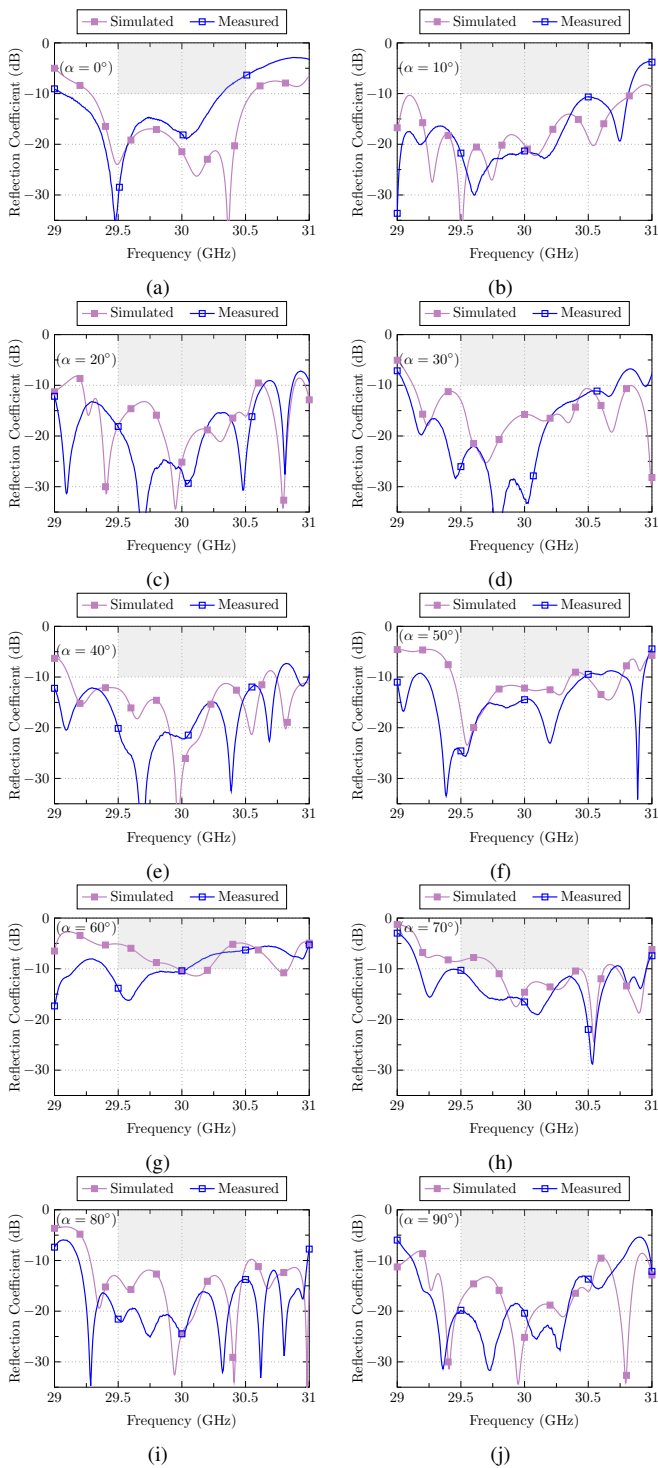 Simulated Measured
0
−10
−20
−30
Reflection Coefficient (dB)
(α = 0°)
29 29.5 30 30.5 31
Frequency (GHz)
(a)
Simulated Measured
0
−10
−20
−30
Reflection Coefficient (dB)
(α = 10°)
29 29.5 30 30.5 31
Frequency (GHz)
(b)
Simulated Measured
0
−10
−20
−30
Reflection Coefficient (dB)
(α = 20°)
29 29.5 30 30.5 31
Frequency (GHz)
(c)
Simulated Measured
0
−10
−20
−30
Reflection Coefficient (dB)
(α = 30°)
29 29.5 30 30.5 31
Frequency (GHz)
(d)
Simulated Measured
0
−10
−20
−30
Reflection Coefficient (dB)
(α = 40°)
29 29.5 30 30.5 31
Frequency (GHz)
(e)
Simulated Measured
0
−10
−20
−30
Reflection Coefficient (dB)
(α = 50°)
29 29.5 30 30.5 31
Frequency (GHz)
(f)
Simulated Measured
0
−10
−20
−30
Reflection Coefficient (dB)
(α = 60°)
29 29.5 30 30.5 31
Frequency (GHz)
(g)
Simulated Measured
0
−10
−20
−30
Reflection Coefficient (dB)
(α = 70°)
29 29.5 30 30.5 31
Frequency (GHz)
(h)
Simulated Measured
0
−10
−20
−30
Reflection Coefficient (dB)
(α = 80°)
29 29.5 30 30.5 31
Frequency (GHz)
(i)
Simulated Measured
0
−10
−20
−30
Reflection Coefficient (dB)
(α = 90°)
29 29.5 30 30.5 31
Frequency (GHz)
(j)